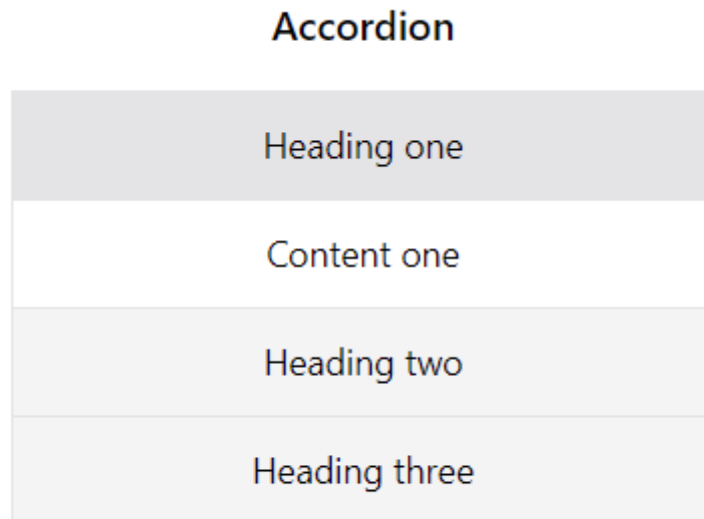 Accordion
Heading one
Content one
Heading two
Heading three